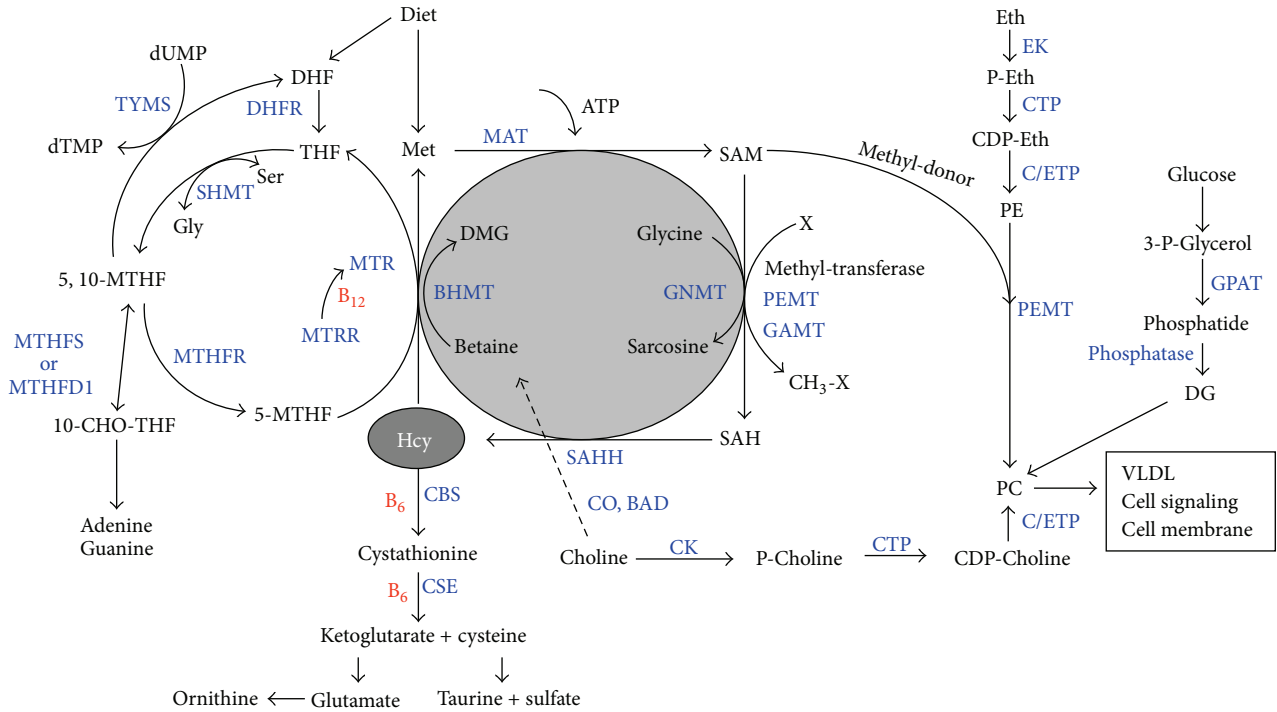 Diet
Eth
dUMP
EK
DHF
P-Eth
TYMS
DHFR
ATP
CTP
dTMP
THF
Met
MAT
SAM
Methyl-donor
CDP-Eth
Ser
SHMT
C/ETP
Glucose
Gly
PE
DMG
Glycine
X
3-P-Glycerol
5, 10-MTHF
MTR
Methyl-transferase
B12
BHMT
GNMT
PEMT
GPAT
PEMT
MTRR
GAMT
Phosphatide
MTHFS
or
MTHFD1
MTHFR
Betaine
Sarcosine
Phosphatase
CH3-X
DG
5-MTHF
10-CHO-THF
Hcy
SAH
SAHH
VLDL
Cell signaling
Cell membrane
B6
CBS
CO, BAD
PC
C/ETP
Adenine
Guanine
Cystathionine
Choline
CK
P-Choline
CTP
CDP-Choline
B6
CSE
Ketoglutarate + cysteine
Ornithine
Glutamate
Taurine + sulfate